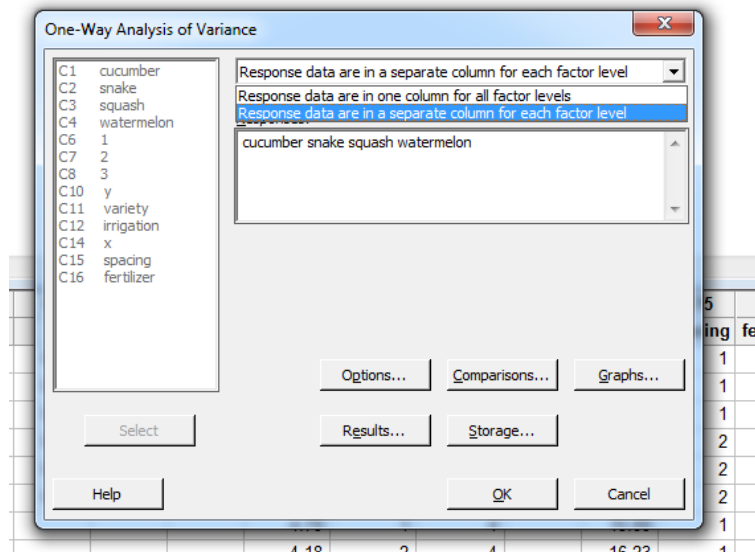 One-Way Analysis of Variance
C1 cucumber
C2 snake
C3 squash
C4 watermelon
C6 1
C7 2
C8 3
C10 y
C11 variety
C12 irrigation
C14 x
C15 spacing
C16 fertilizer
Response data are in a separate column for each factor level
Response data are in one column for all factor levels
Response data are in a separate column for each factor level
cucumber snake squash watermelon
Options...
Comparisons...
Graphs...
Select
Results...
Storage...
Help
OK
Cancel
5
ing fe
1
1
1
2
2
2
1
4.18 2 4 16.23 1